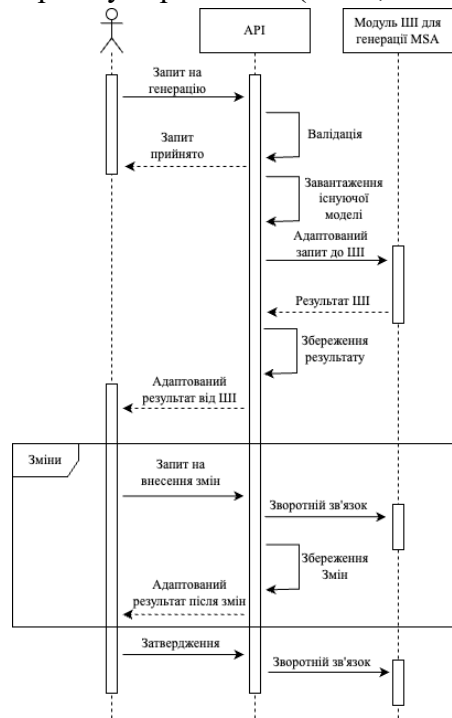 API
Модуль ШІ для
генерації MSA
Запит на
генерацію
Валідація
Запит
прийнято
Завантаження
існуючої
моделі
Адаптований
запит до ШІ
Результат ШІ
Збереження
результату
Адаптований
результат від ШІ
Зміни
Запит на
внесення змін
Зворотній зв'язок
Збереження
Змін
Адаптований
результат після змін
Затвердження
Зворотній зв'язок